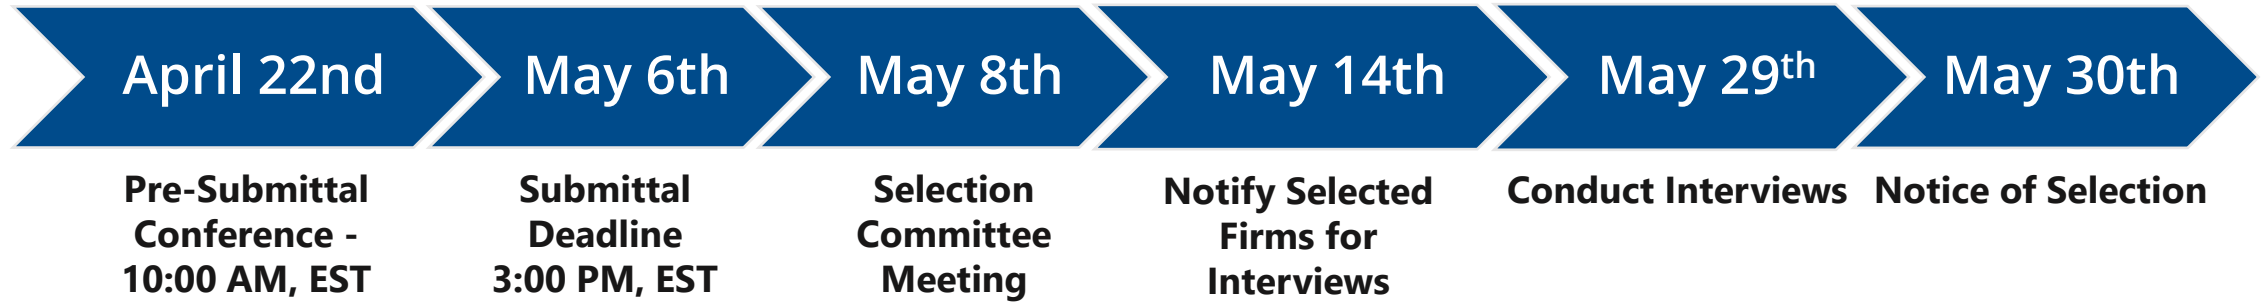 April 22nd
May 6th
May 8th
May 14th
May 29th
May 30th
Pre-Submittal
Conference -
10:00 AM, EST
Submittal
Deadline
3:00 PM, EST
Selection
Committee
Meeting
Notify Selected
Firms for
Interviews
Conduct Interviews
Notice of Selection